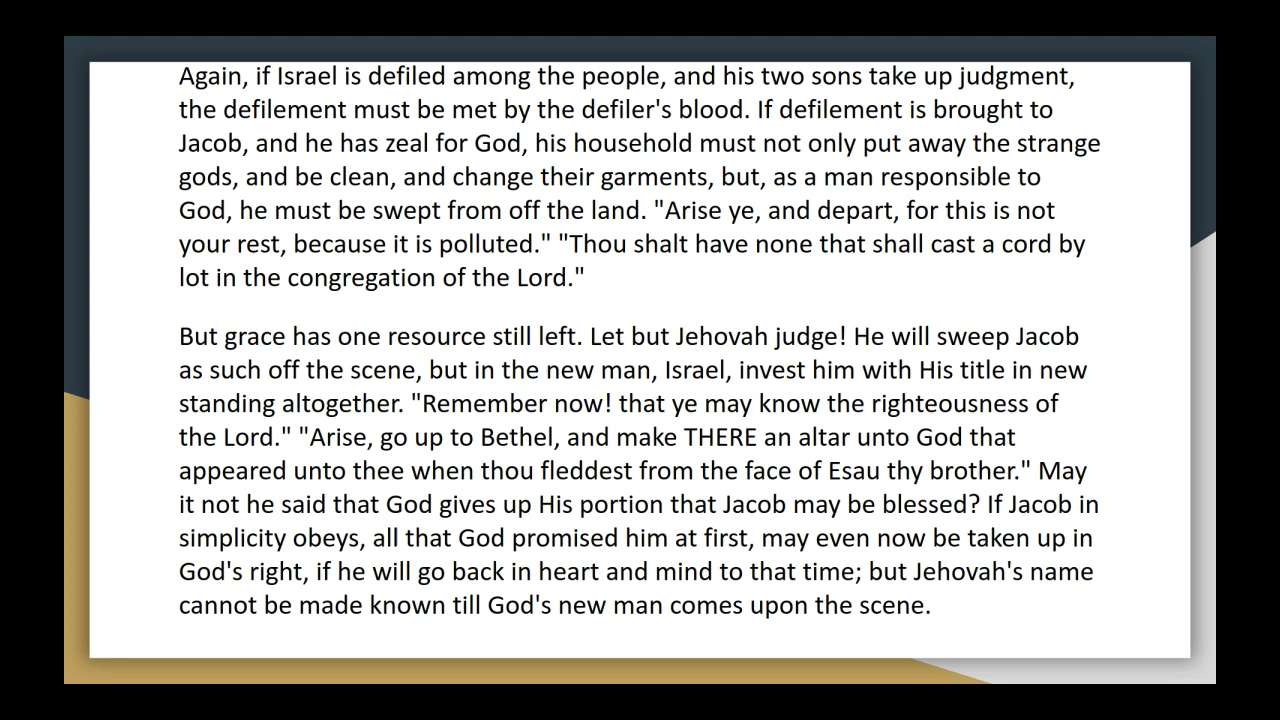 Again, if Israel is defiled among the people, and his two sons take up judgment,
the defilement must be met by the defiler's blood. If defilement is brought to
Jacob, and he has zeal for God, his household must not only put away the strange
gods, and be clean, and change their garments, but, as a man responsible to
God, he must be swept from off the land. "Arise ye, and depart, for this is not
your rest, because it is polluted." "Thou shalt have none that shall cast a cord by
lot in the congregation of the Lord."
But grace has one resource still left. Let but Jehovah judge! He will sweep Jacob
as such off the scene, but in the new man, Israel, invest him with His title in new
standing altogether. "Remember now! that ye may know the righteousness of
the Lord." "Arise, go up to Bethel, and make THERE an altar unto God that
appeared unto thee when thou fleddest from the face of Esau thy brother." May
it not he said that God gives up His portion that Jacob may be blessed? If Jacob in
simplicity obeys, all that God promised him at first, may even now be taken up in
God's right, if he will go back in heart and mind to that time; but Jehovah's name
cannot be made known till God's new man comes upon the scene.